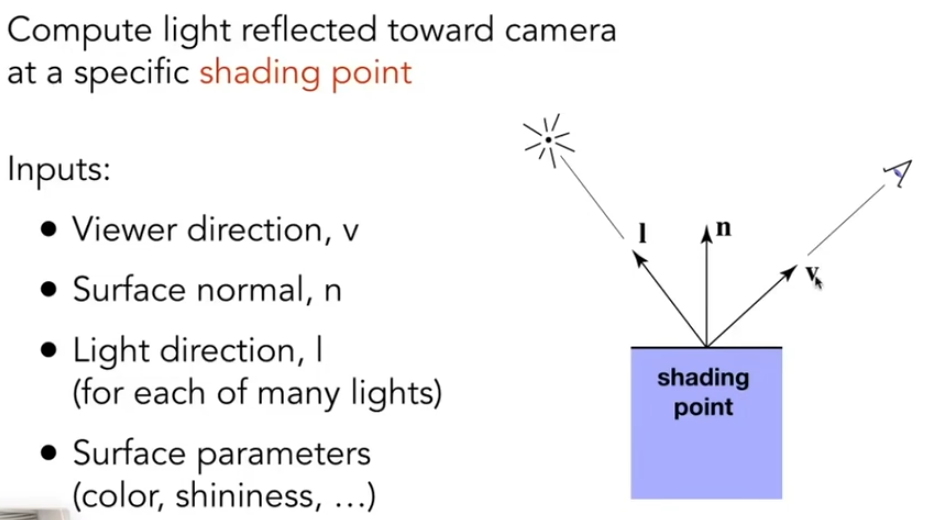 Compute light reflected toward camera
at a specific shading point
Inputs:
● Viewer direction, v
● Surface normal, n
● Light direction, l
(for each of many lights)
● Surface parameters
(color, shininess, …)
l
n
v
shading
point